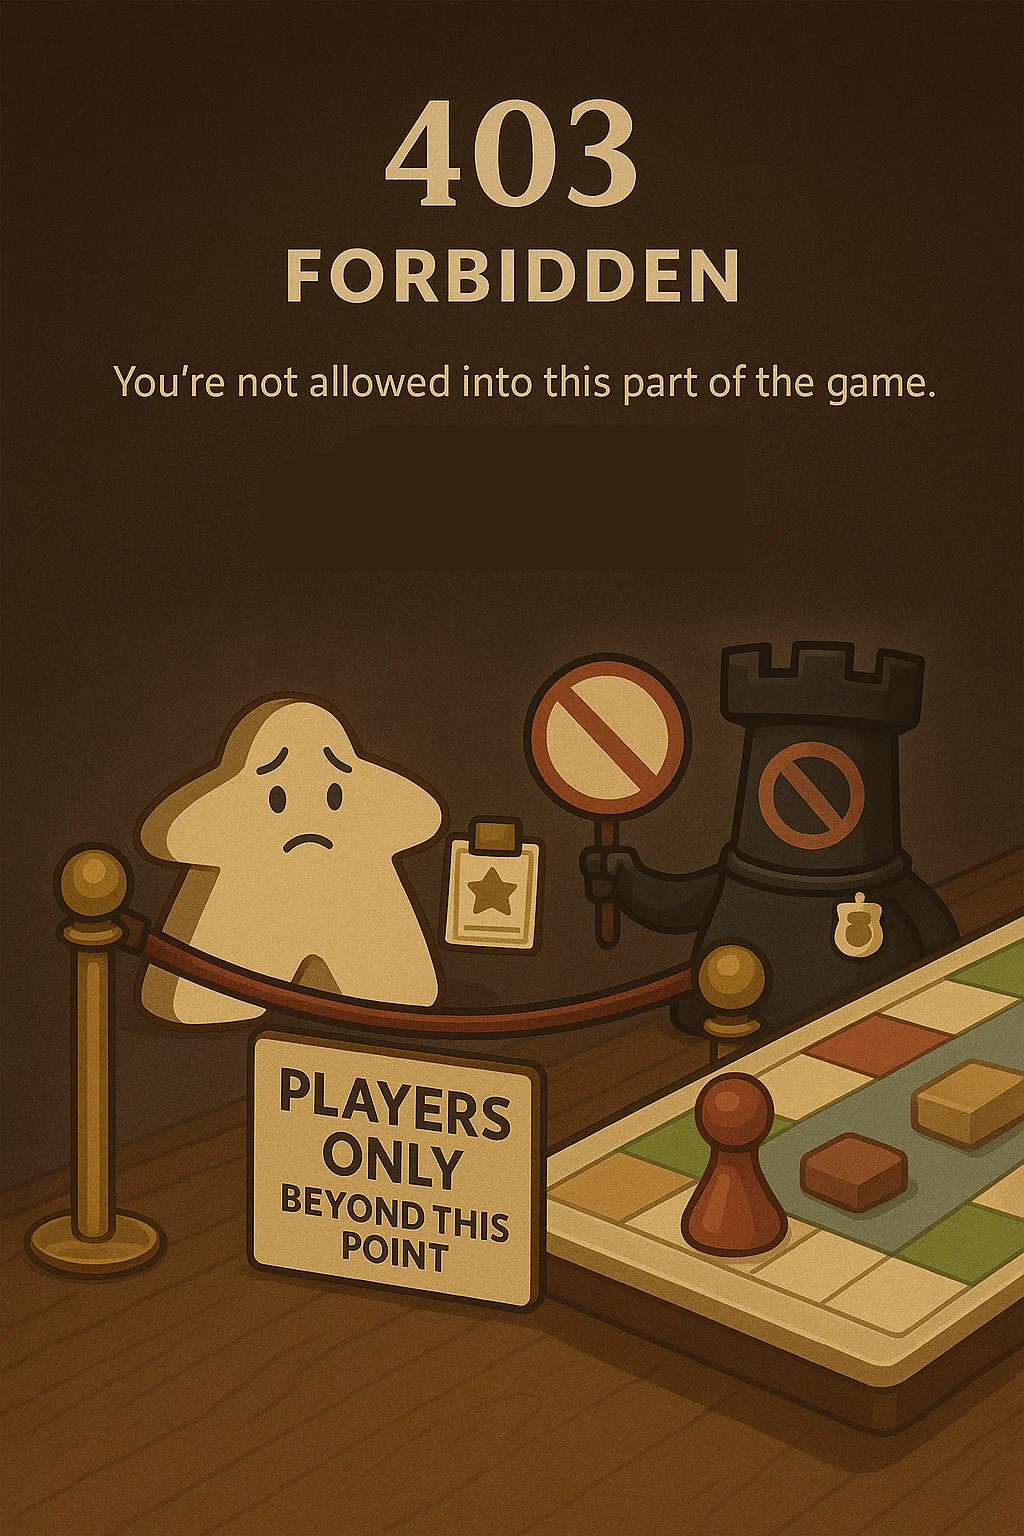 403
FORBIDDEN
You're not allowed into this part of the game.
PLAYERS
ONLY
BEYOND THIS
POINT